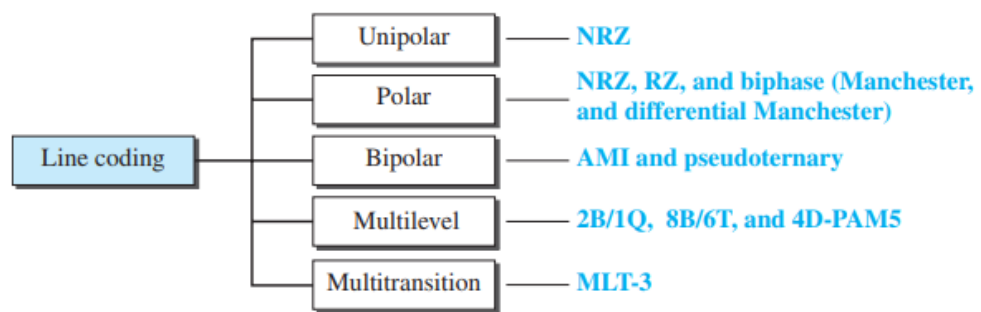 Line coding
Unipolar
NRZ
Polar
NRZ, RZ, and biphase (Manchester,
and differential Manchester)
Bipolar
AMI and pseudoternary
Multilevel
2B/1Q, 8B/6T, and 4D-PAM5
Multitransition
MLT-3